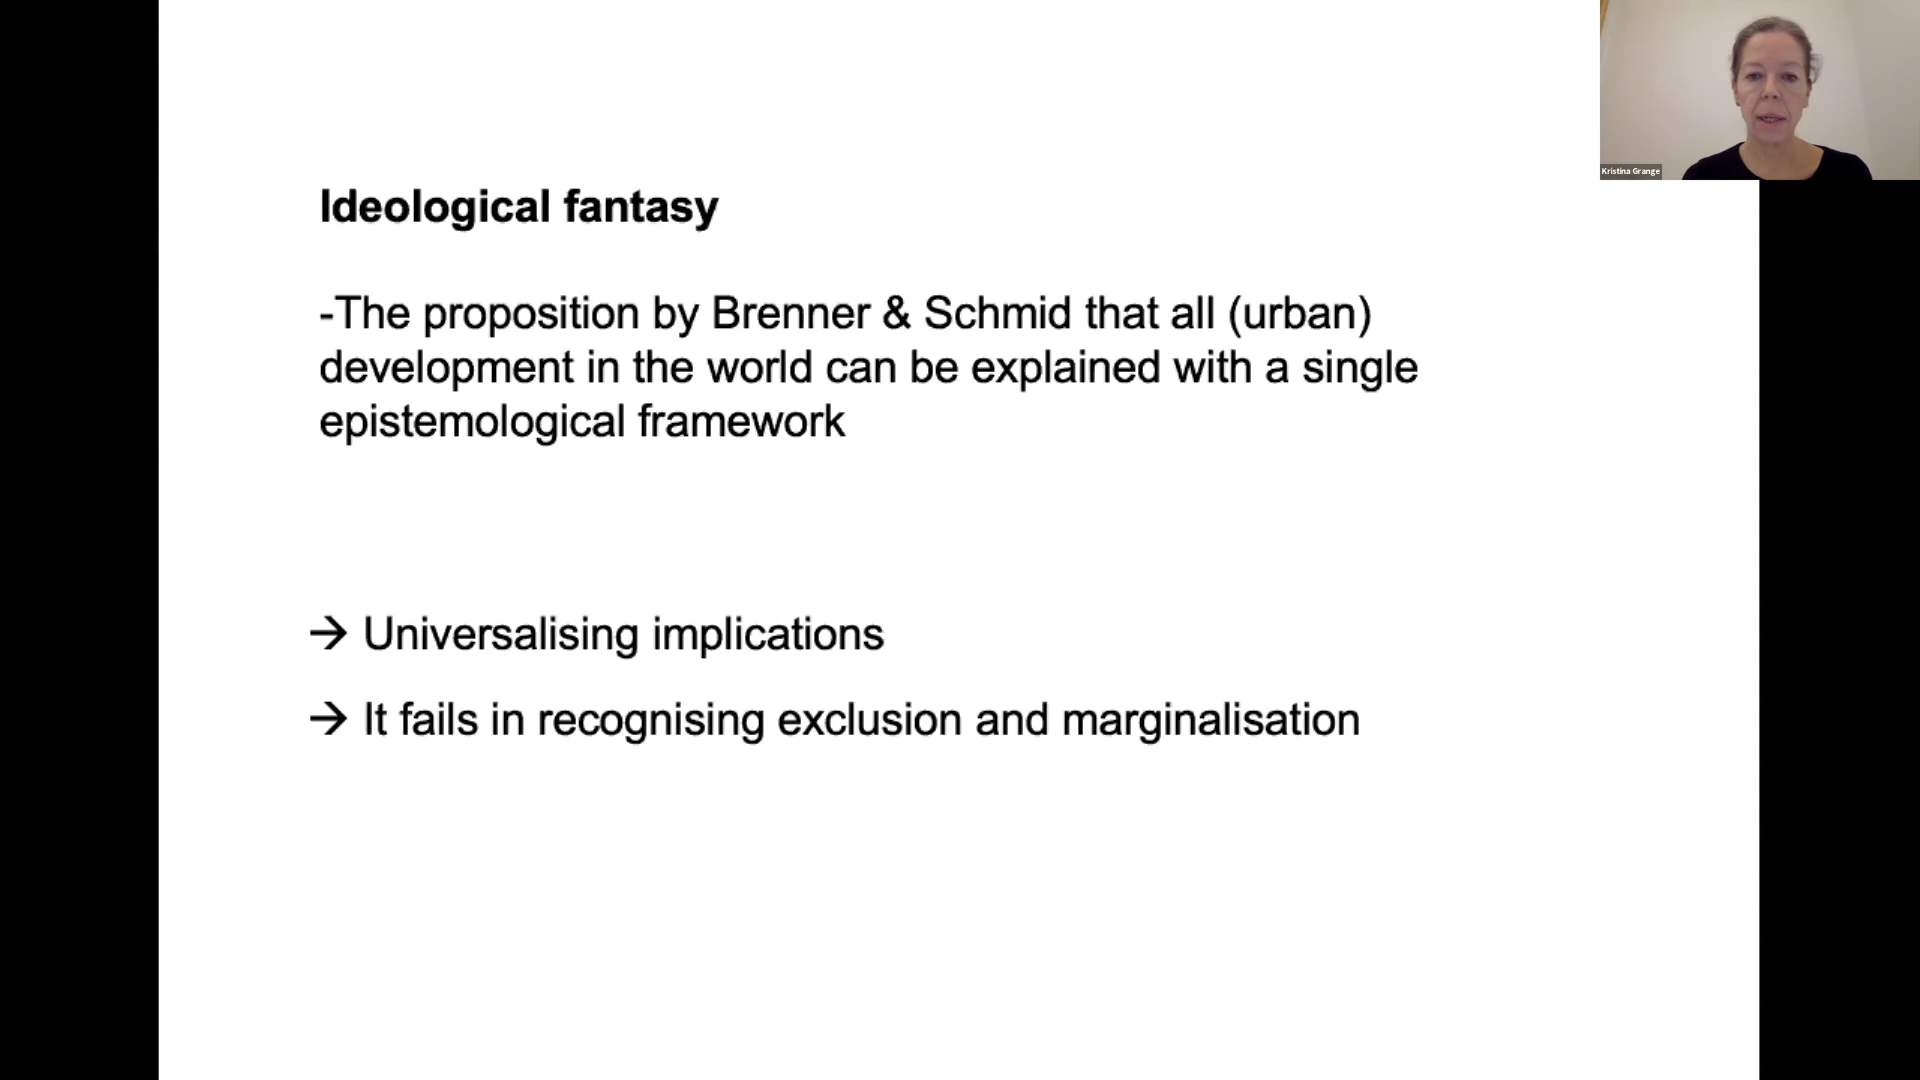 Kristina Grange
Ideological fantasy
-The proposition by Brenner & Schmid that all (urban)
development in the world can be explained with a single
epistemological framework
→ Universalising implications
→ It fails in recognising exclusion and marginalisation